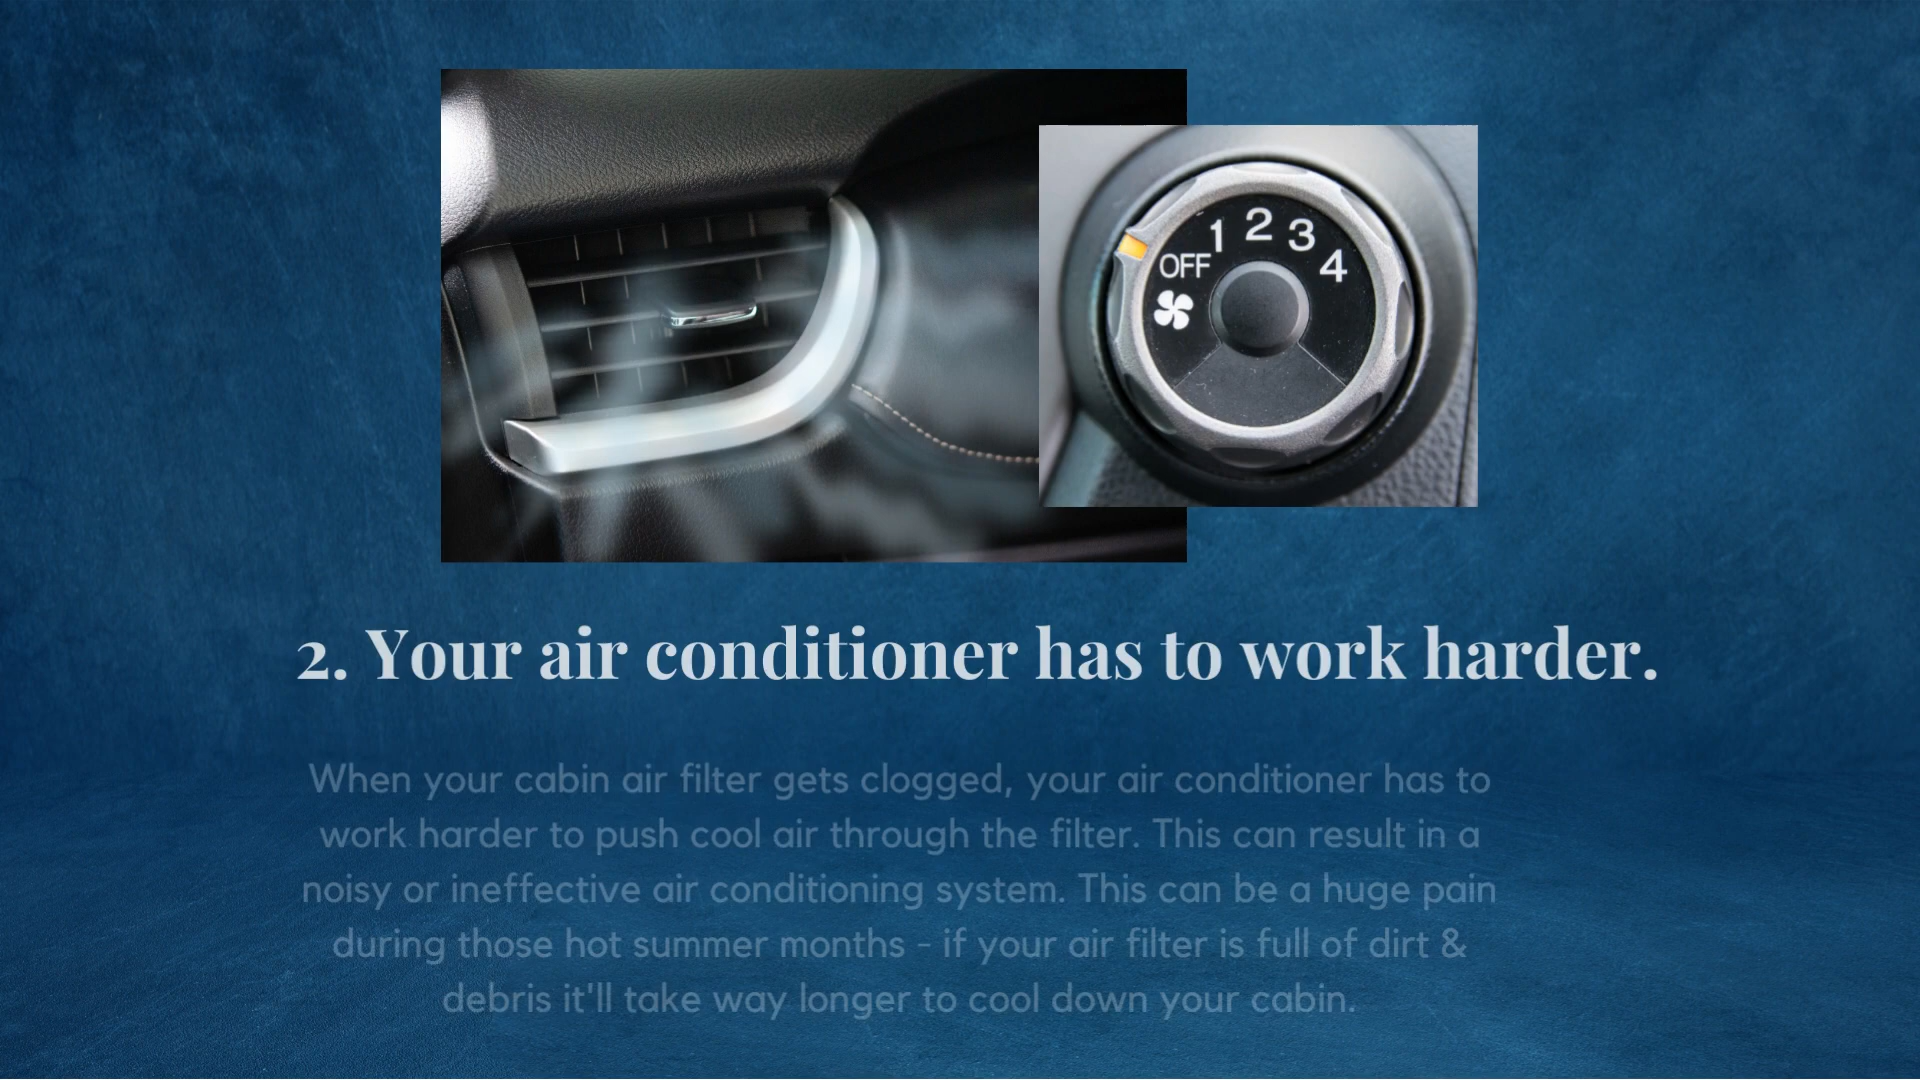 OFF 1 2 3 4
2. Your air conditioner has to work harder.
When your cabin air filter gets clogged, your air conditioner has to
work harder to push cool air through the filter. This can result in a
noisy or ineffective air conditioning system. This can be a huge pain
during those hot summer months - if your air filter is full of dirt &
debris it'll take way longer to cool down your cabin.